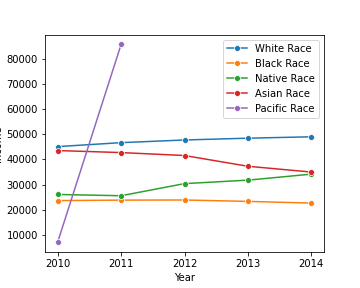 White Race
Black Race
Native Race
Asian Race
Pacific Race
80000
70000
60000
50000
40000
30000
20000
10000
2010 2011 2012 2013 2014
Year